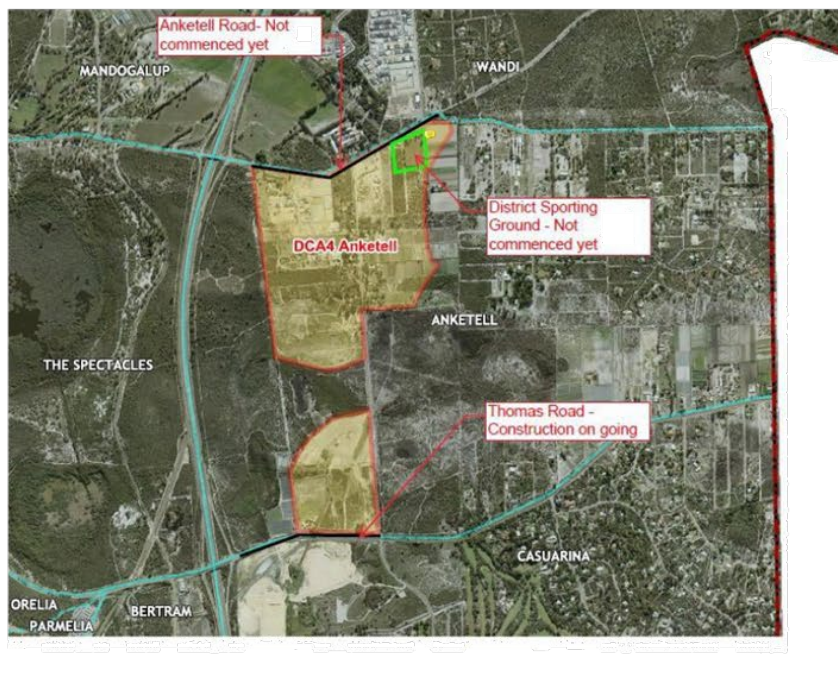 Anketell Road- Not
commenced yet
MANDOGALUP
WANDI
District Sporting
Ground - Not
commenced yet
DCA4 Anketell
ANKETELL
THE SPECTACLES
Thomas Road -
Construction on going
CASUARINA
ORELIA
BERTRAM
PARMELIA